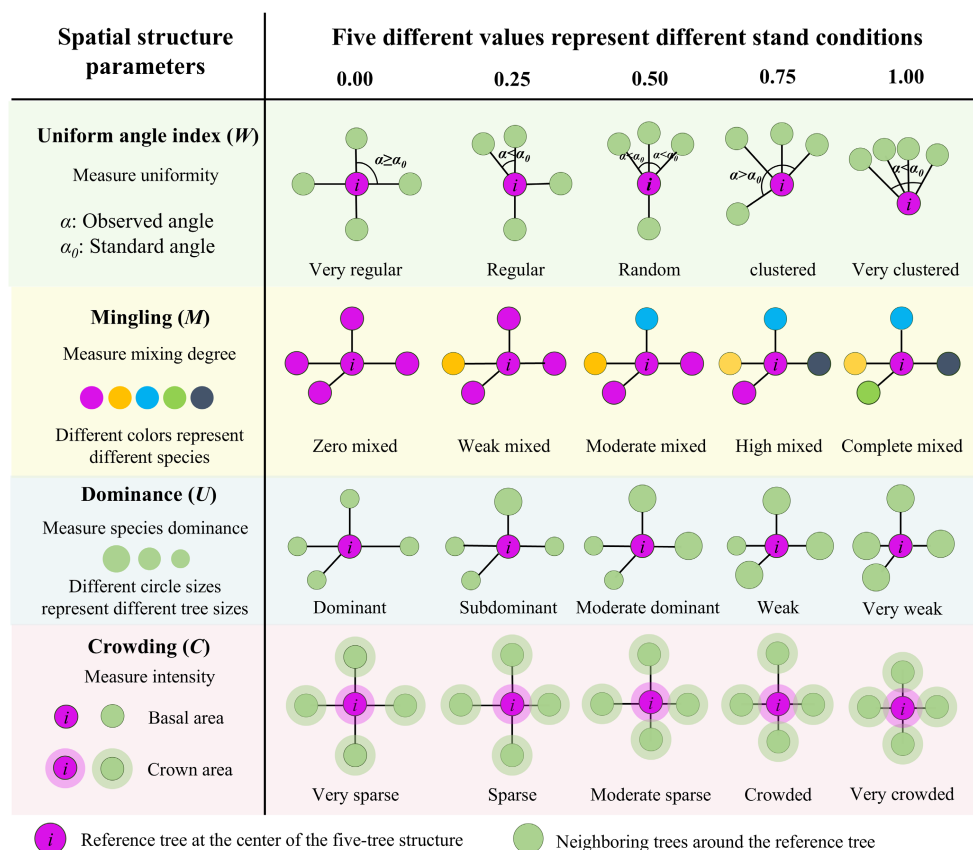 Spatial structure
parameters
Five different values represent different stand conditions
0.00 0.25 0.50 0.75 1.00
Uniform angle index (W)
Measure uniformity
α: Observed angle
α0: Standard angle
α≥α0
α<α0
α<α0 α<α0
α>α0
α<α0
i i i i i
Very regular Regular Random clustered Very clustered
Mingling (M)
Measure mixing degree
Different colors represent
different species
i i i i i
Zero mixed Weak mixed Moderate mixed High mixed Complete mixed
Dominance (U)
Measure species dominance
Different circle sizes
represent different tree sizes
i i i i i
Dominant Subdominant Moderate dominant Weak Very weak
Crowding (C)
Measure intensity
i Basal area
i Crown area
i i i i i
Very sparse Sparse Moderate sparse Crowded Very crowded
i Reference tree at the center of the five-tree structure
Neighboring trees around the reference tree